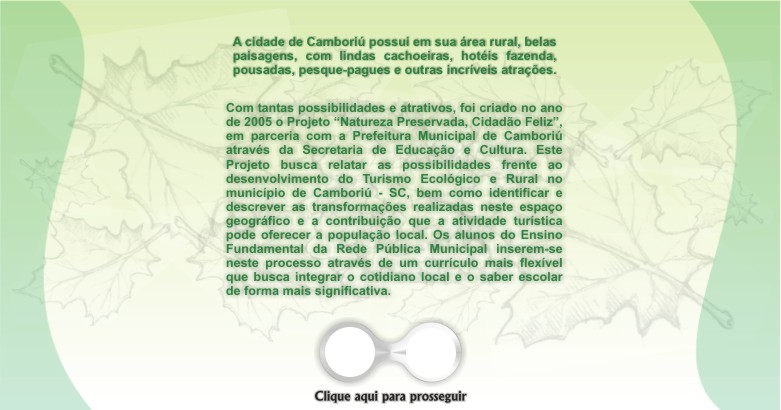 A cidade de Camboriú possui em sua área rural, belas
paisagens, com lindas cachoeiras, hotéis fazenda,
pousadas, pesque-pagues e outras incríveis atrações.
Com tantas possibilidades e atrativos, foi criado no ano
de 2005 o Projeto “Natureza Preservada, Cidadão Feliz”,
em parceria com a Prefeitura Municipal de Camboriú
através da Secretaria de Educação e Cultura. Este
Projeto busca relatar as possibilidades frente ao
desenvolvimento do Turismo Ecológico e Rural no
município de Camboriú - SC, bem como identificar e
descrever as transformações realizadas neste espaço
geográfico e a contribuição que a atividade turística
pode oferecer a população local. Os alunos do Ensino
Fundamental da Rede Pública Municipal inserem-se
neste processo através de um currículo mais flexível
que busca integrar o cotidiano local e o saber escolar
de forma mais significativa.
Clique aqui para prosseguir